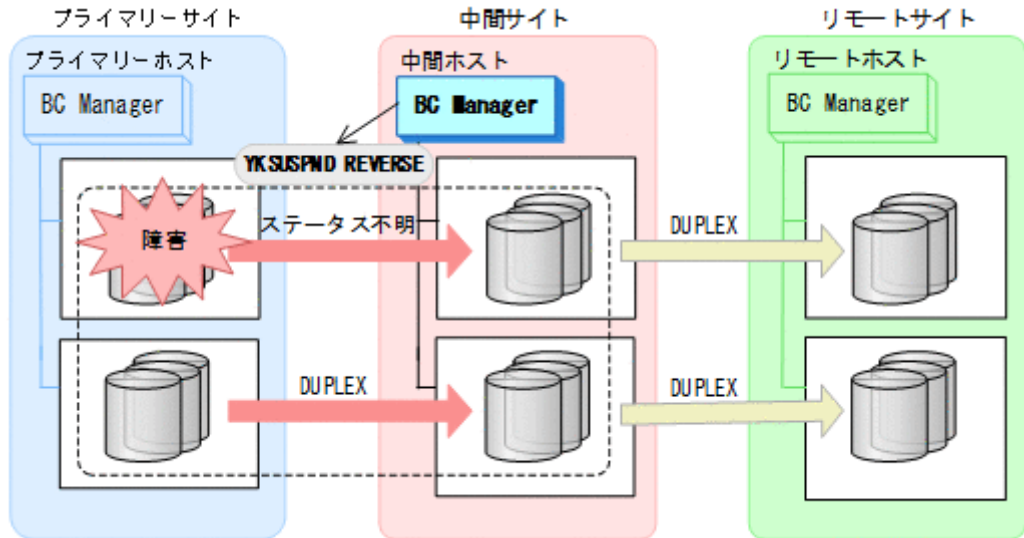 プライマリーサイト
中間サイト
リモートサイト
プライマリーホスト
中間ホスト
リモートホスト
BC Manager
BC Manager
BC Manager
YKSUSPND REVERSE
障害
ステータス不明
DUPLEX
DUPLEX
DUPLEX